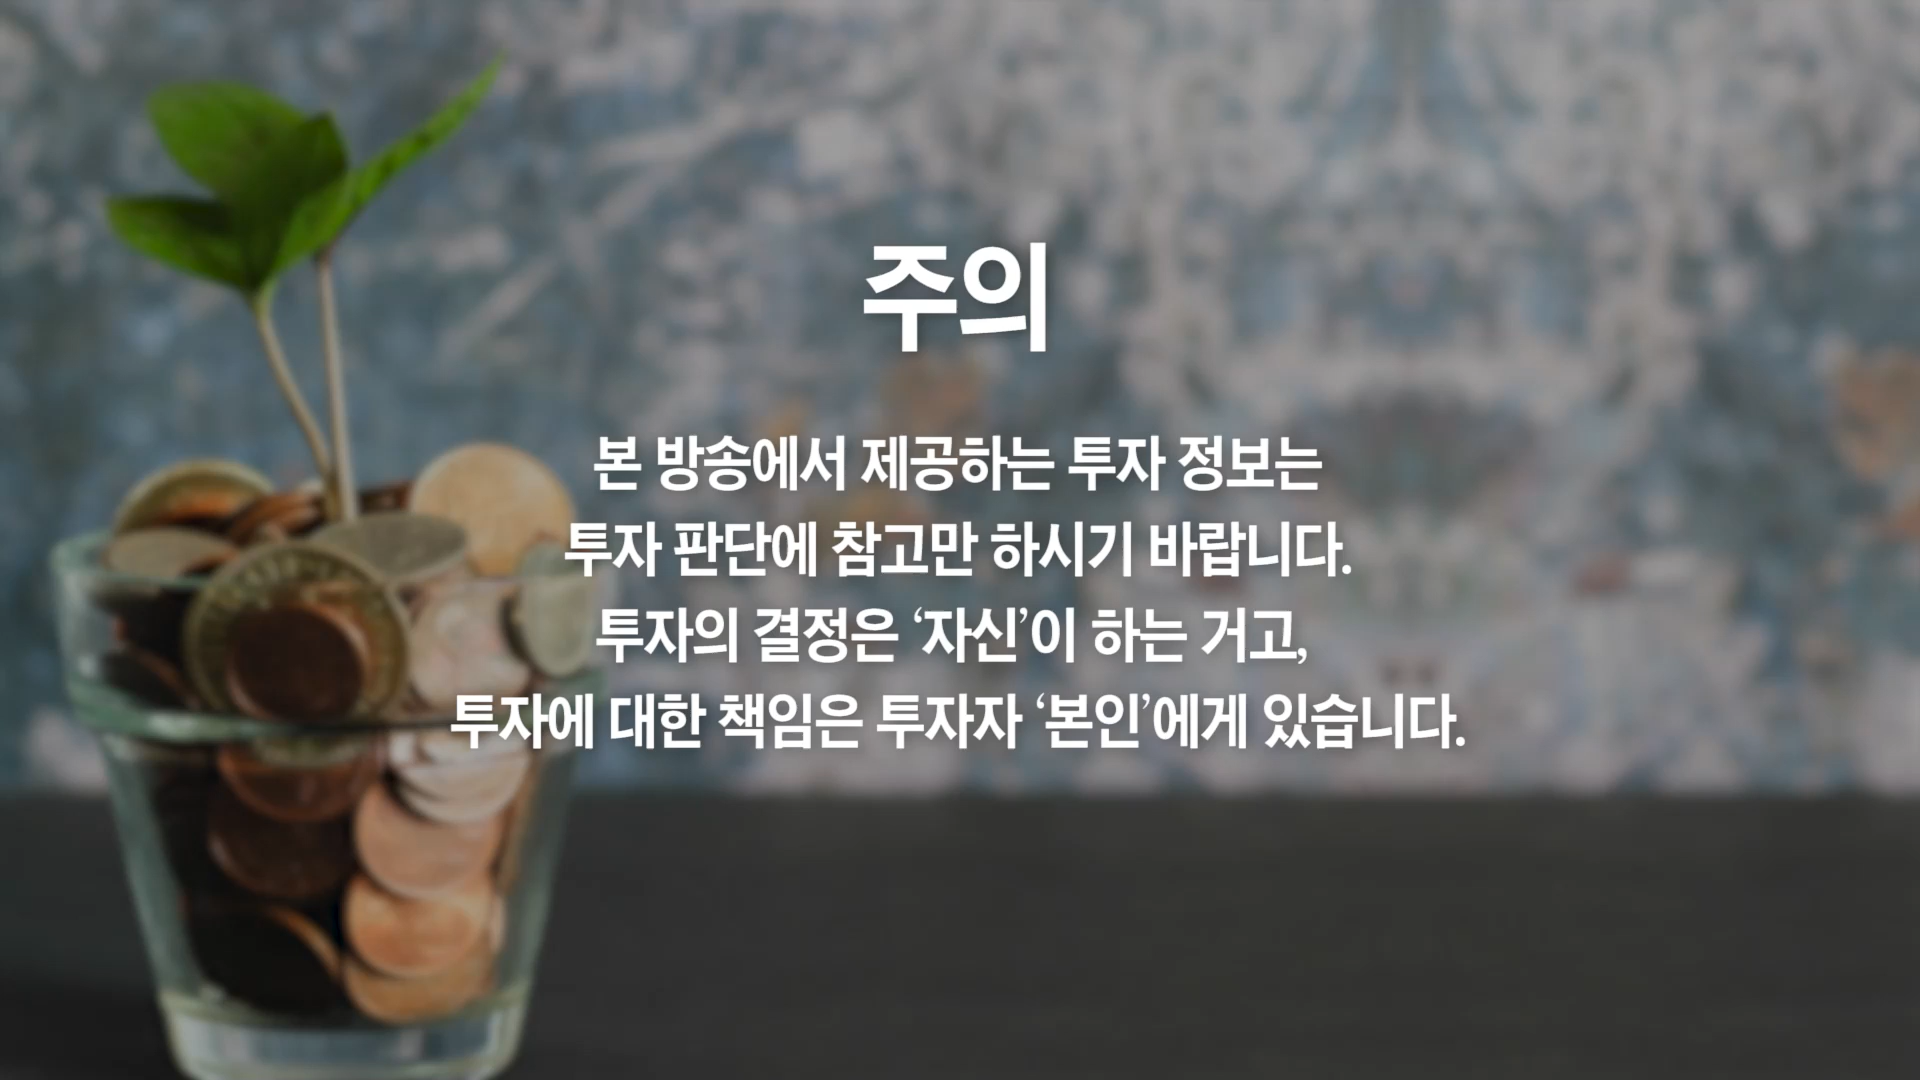 주의
본 방송에서 제공하는 투자 정보는
투자 판단에 참고만 하시기 바랍니다.
투자의 결정은 ‘자신’이 하는 거고,
투자에 대한 책임은 투자자 ‘본인’에게 있습니다.